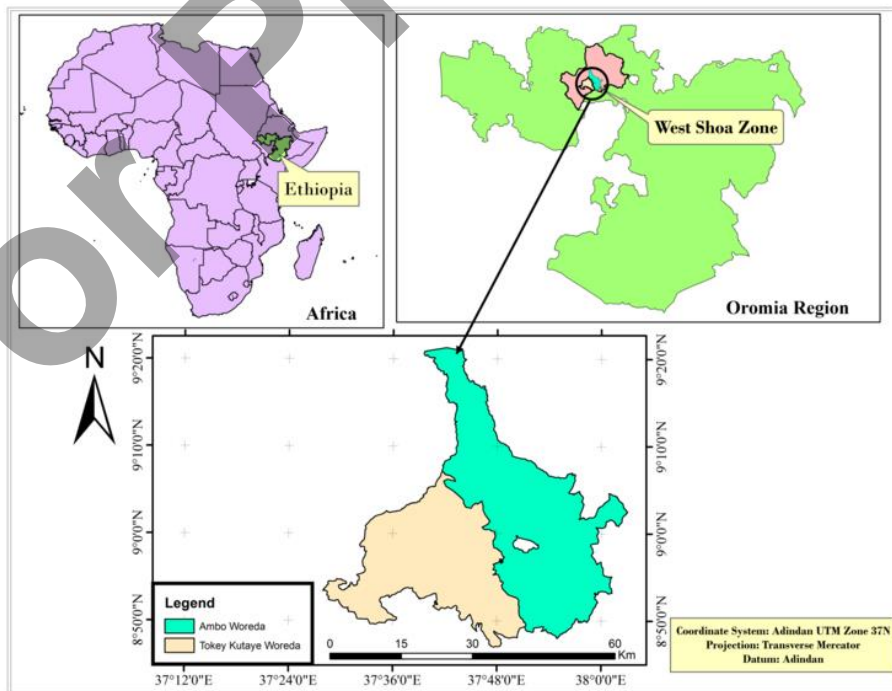 Ethiopia
Africa
West Shoa Zone
Oromia Region
N
9°20'0"N
9°10'0"N
9°0'0"N
8°50'0"N
9°20'0"N
9°10'0"N
9°0'0"N
8°50'0"N
Legend
Ambo Woreda
Tokey Kutaye Woreda
0 15 30 60
Km
Coordinate System: Adindan UTM Zone 37N
Projection: Transverse Mercator
Datum: Adindan
37°12'0"E 37°24'0"E 37°36'0"E 37°48'0"E 38°0'0"E